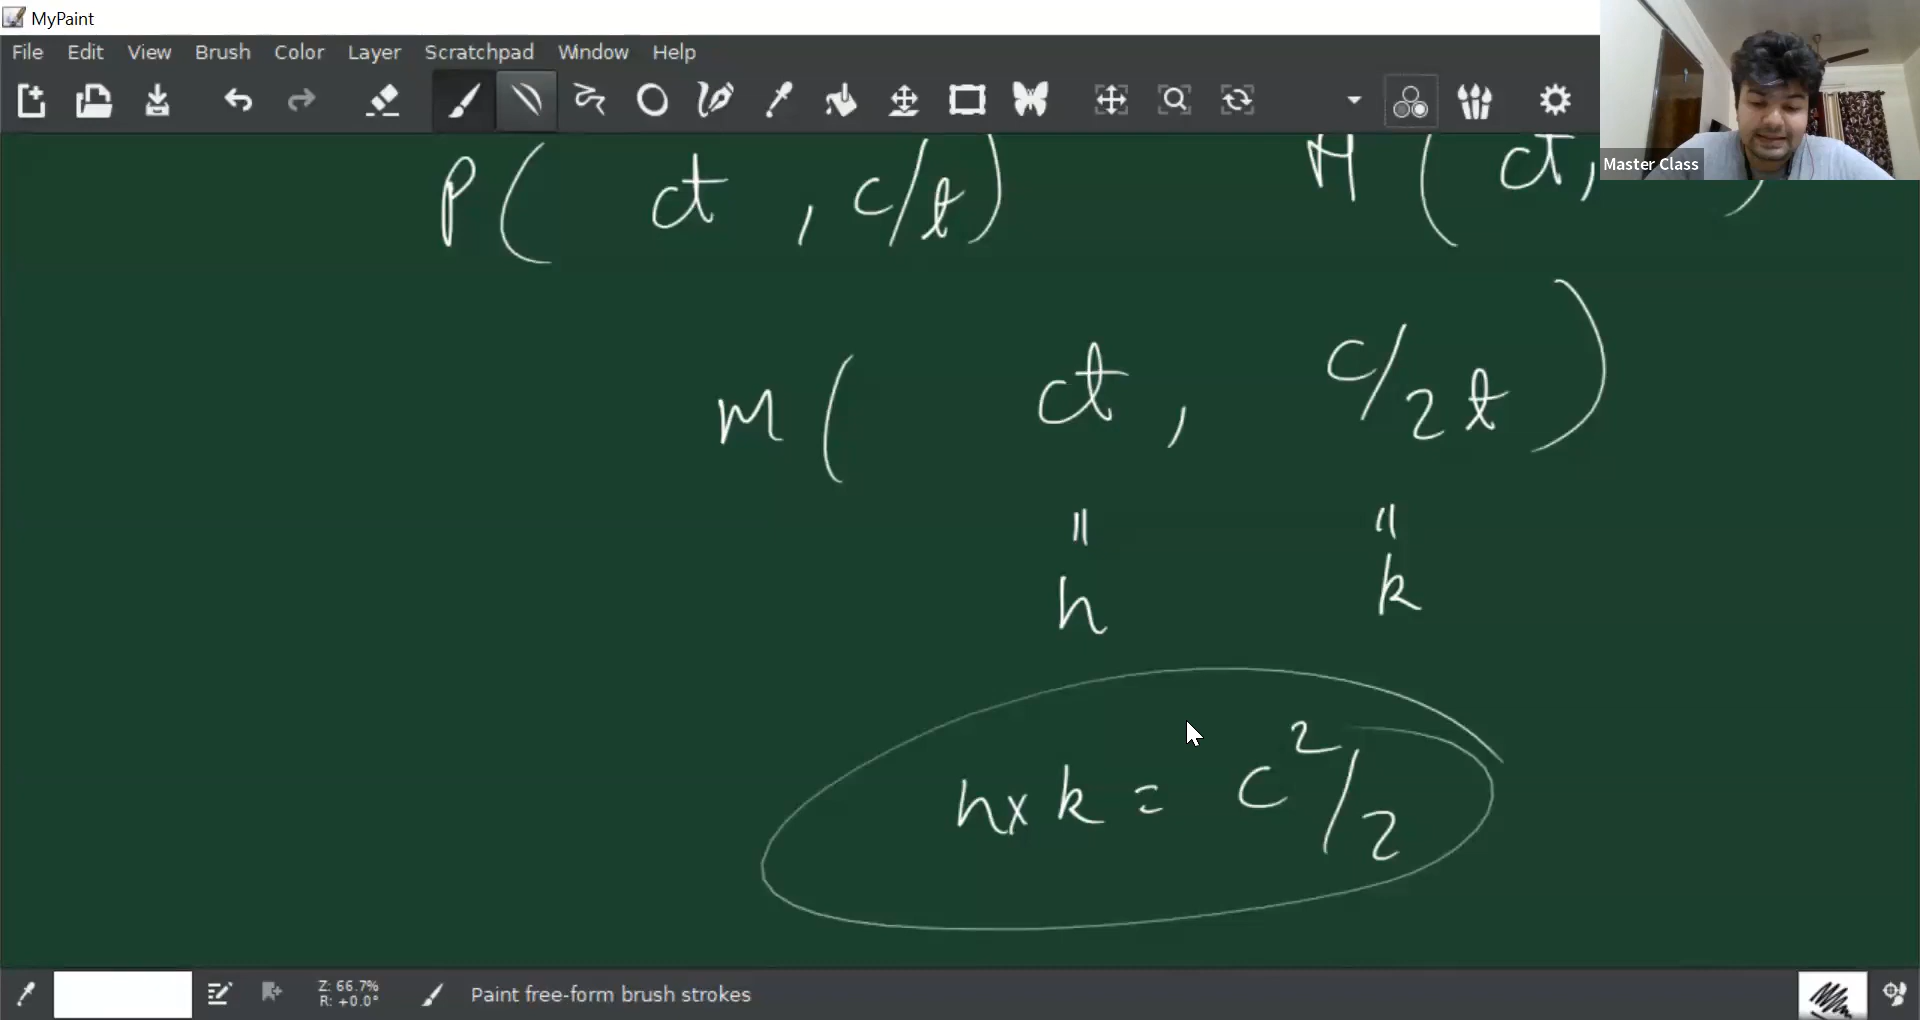 MyPaint
File Edit View Brush Color Layer Scratchpad Window Help
Master Class
P( ct , c/t)
( ct, )
M( ct , c/2t )
= =
h k
h x k = c²/2
Z: 66.7%
R: +0.0°
Paint free-form brush strokes